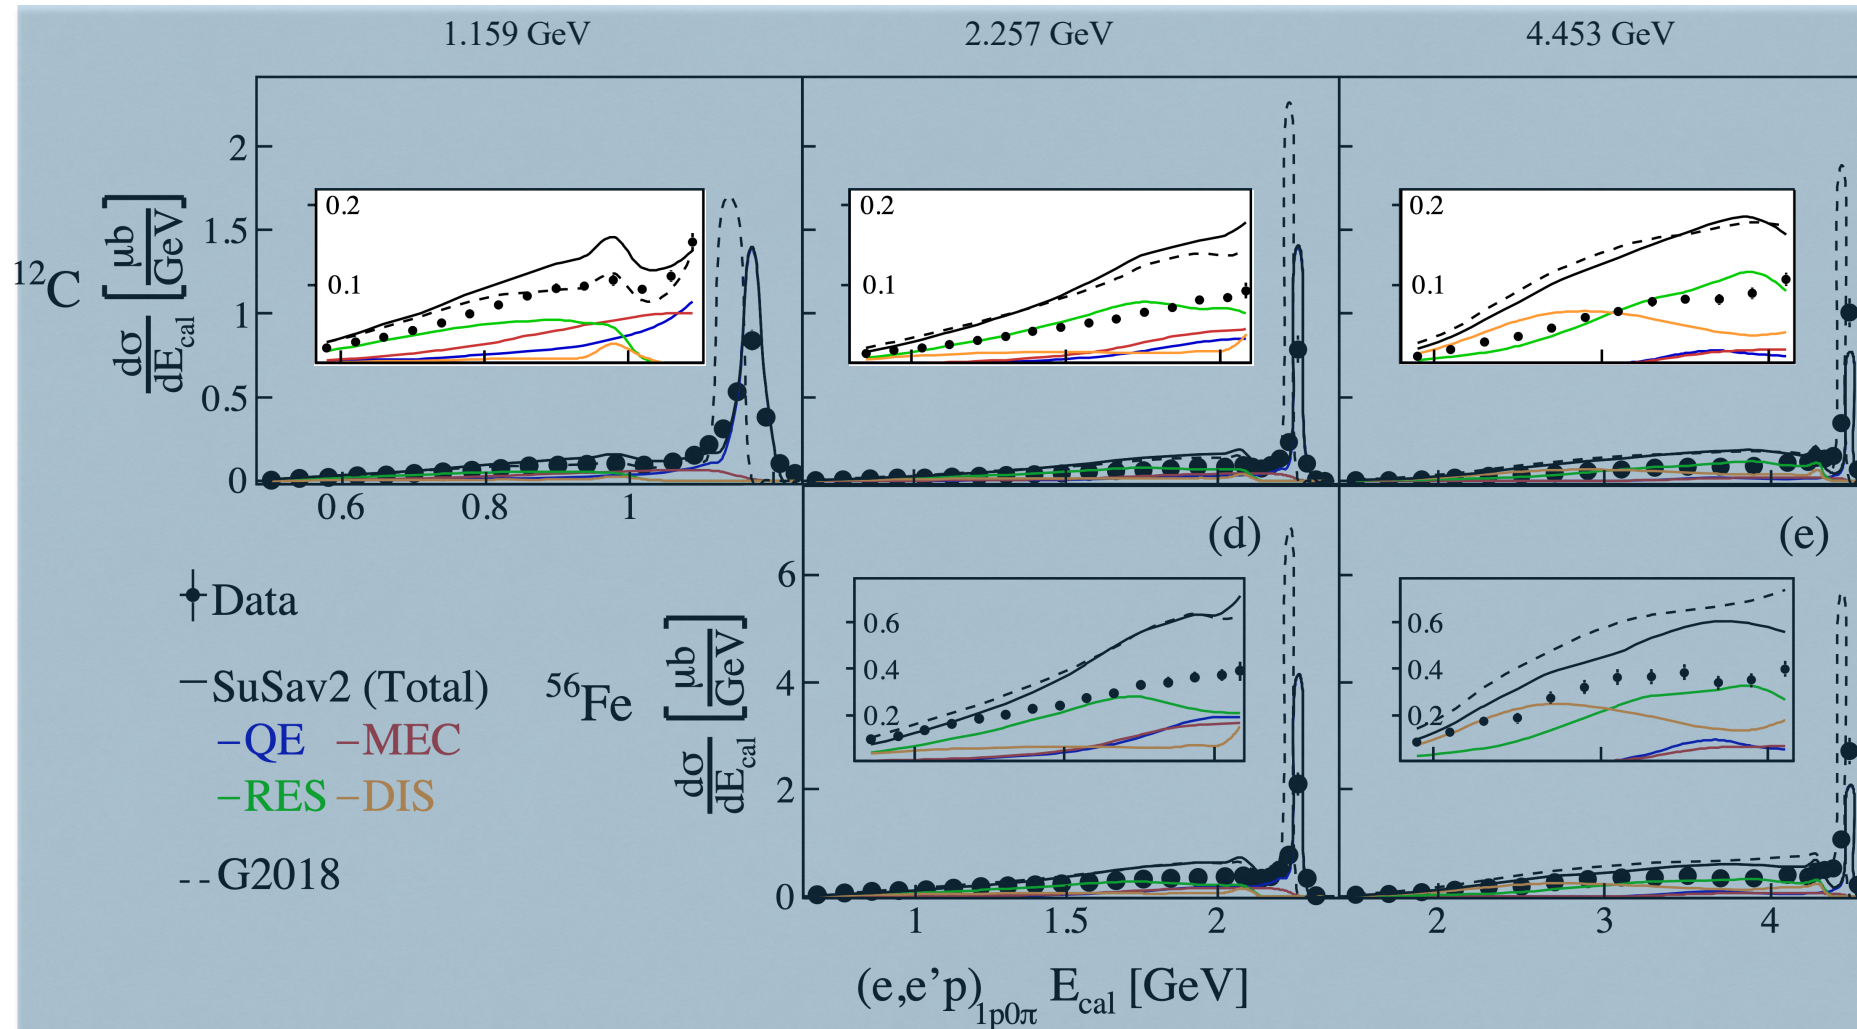 1.159 GeV 2.257 GeV 4.453 GeV
¹²C
dσ/dE_cal [μb/GeV]
2
1.5
1
0.5
0
0.2
0.1
0.2
0.1
0.2
0.1
0.6 0.8 1
(d) (e)
Data
SuSav2 (Total)
QE MEC
RES DIS
G2018
⁵⁶Fe
dσ/dE_cal [μb/GeV]
6
4
2
0
0.6
0.4
0.2
0.6
0.4
0.2
1 1.5 2 2 3 4
(e,e’p)_1p0π E_cal [GeV]